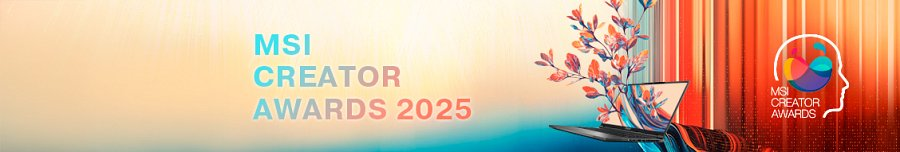 MSI
CREATOR
AWARDS 2025
MSI
CREATOR
AWARDS